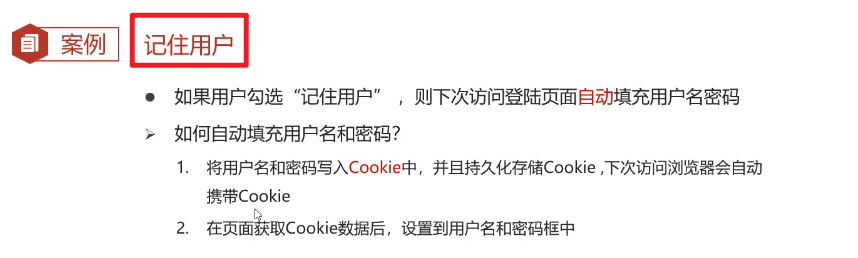 案例 记住用户
● 如果用户勾选“记住用户” ，则下次访问登陆页面自动填充用户名密码
➢ 如何自动填充用户名和密码？
1. 将用户名和密码写入Cookie中，并且持久化存储Cookie ,下次访问浏览器会自动
携带Cookie
2. 在页面获取Cookie数据后，设置到用户名和密码框中